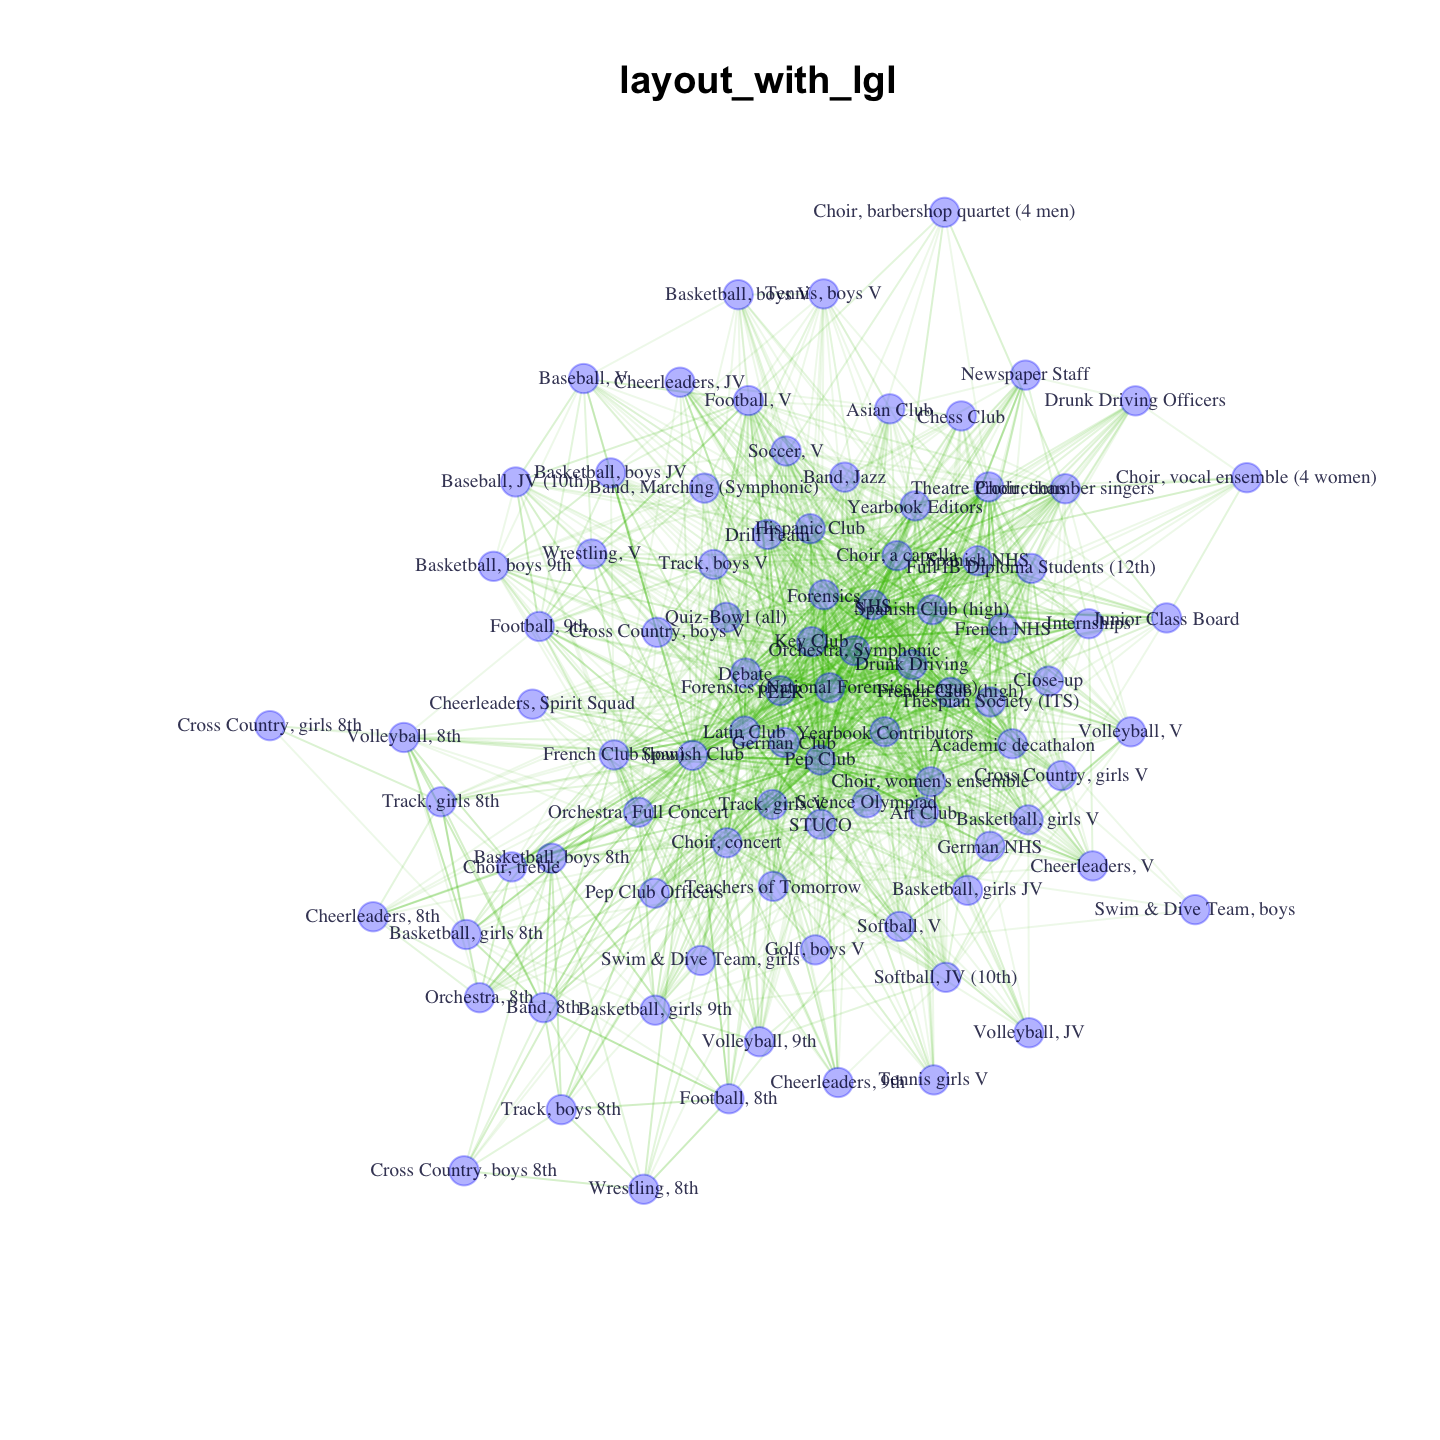 layout_with_lgl
Choir, barbershop quartet (4 men)
Basketball, boys V
Tennis, boys V
Newspaper Staff
Baseball, V
Cheerleaders, JV
Football, V
Drunk Driving Officers
Asian Club
Chess Club
Soccer, V
Basketball, boys JV
Baseball, JV (10th)
Band, Marching (Symphonic)
Band, Jazz
Choir, vocal ensemble (4 women)
Theatre Productions
Choir, chamber singers
Yearbook Editors
Hispanic Club
Drill Team
Wrestling, V
Choir, a capella
Spanish NHS
Basketball, boys 9th
Track, boys V
Full IB Diploma Students (12th)
Forensics
NHS
Spanish Club (high)
Quiz-Bowl (all)
Junior Class Board
Football, 9th
Cross Country, boys V
Internships
French NHS
Key Club
Orchestra, Symphonic
Drunk Driving
Debate
Close-up
Forensics (National Forensics League)
PEER
French Club (high)
Cheerleaders, Spirit Squad
Thespian Society (ITS)
Cross Country, girls 8th
Volleyball, 8th
Latin Club
Yearbook Contributors
Volleyball, V
German Club
Academic decathalon
French Club (low)
Spanish Club
Pep Club
Cross Country, girls V
Choir, women's ensemble
Track, girls 8th
Track, girls V
Science Olympiad
Orchestra, Full Concert
Art Club
Basketball, girls V
STUCO
Choir, concert
German NHS
Basketball, boys 8th
Choir, treble
Cheerleaders, V
Pep Club Officers
Teachers of Tomorrow
Basketball, girls JV
Swim & Dive Team, boys
Cheerleaders, 8th
Basketball, girls 8th
Softball, V
Golf, boys V
Swim & Dive Team, girls
Softball, JV (10th)
Orchestra, 8th
Band, 8th
Basketball, girls 9th
Volleyball, JV
Volleyball, 9th
Cheerleaders, 9th
Tennis girls V
Football, 8th
Track, boys 8th
Cross Country, boys 8th
Wrestling, 8th